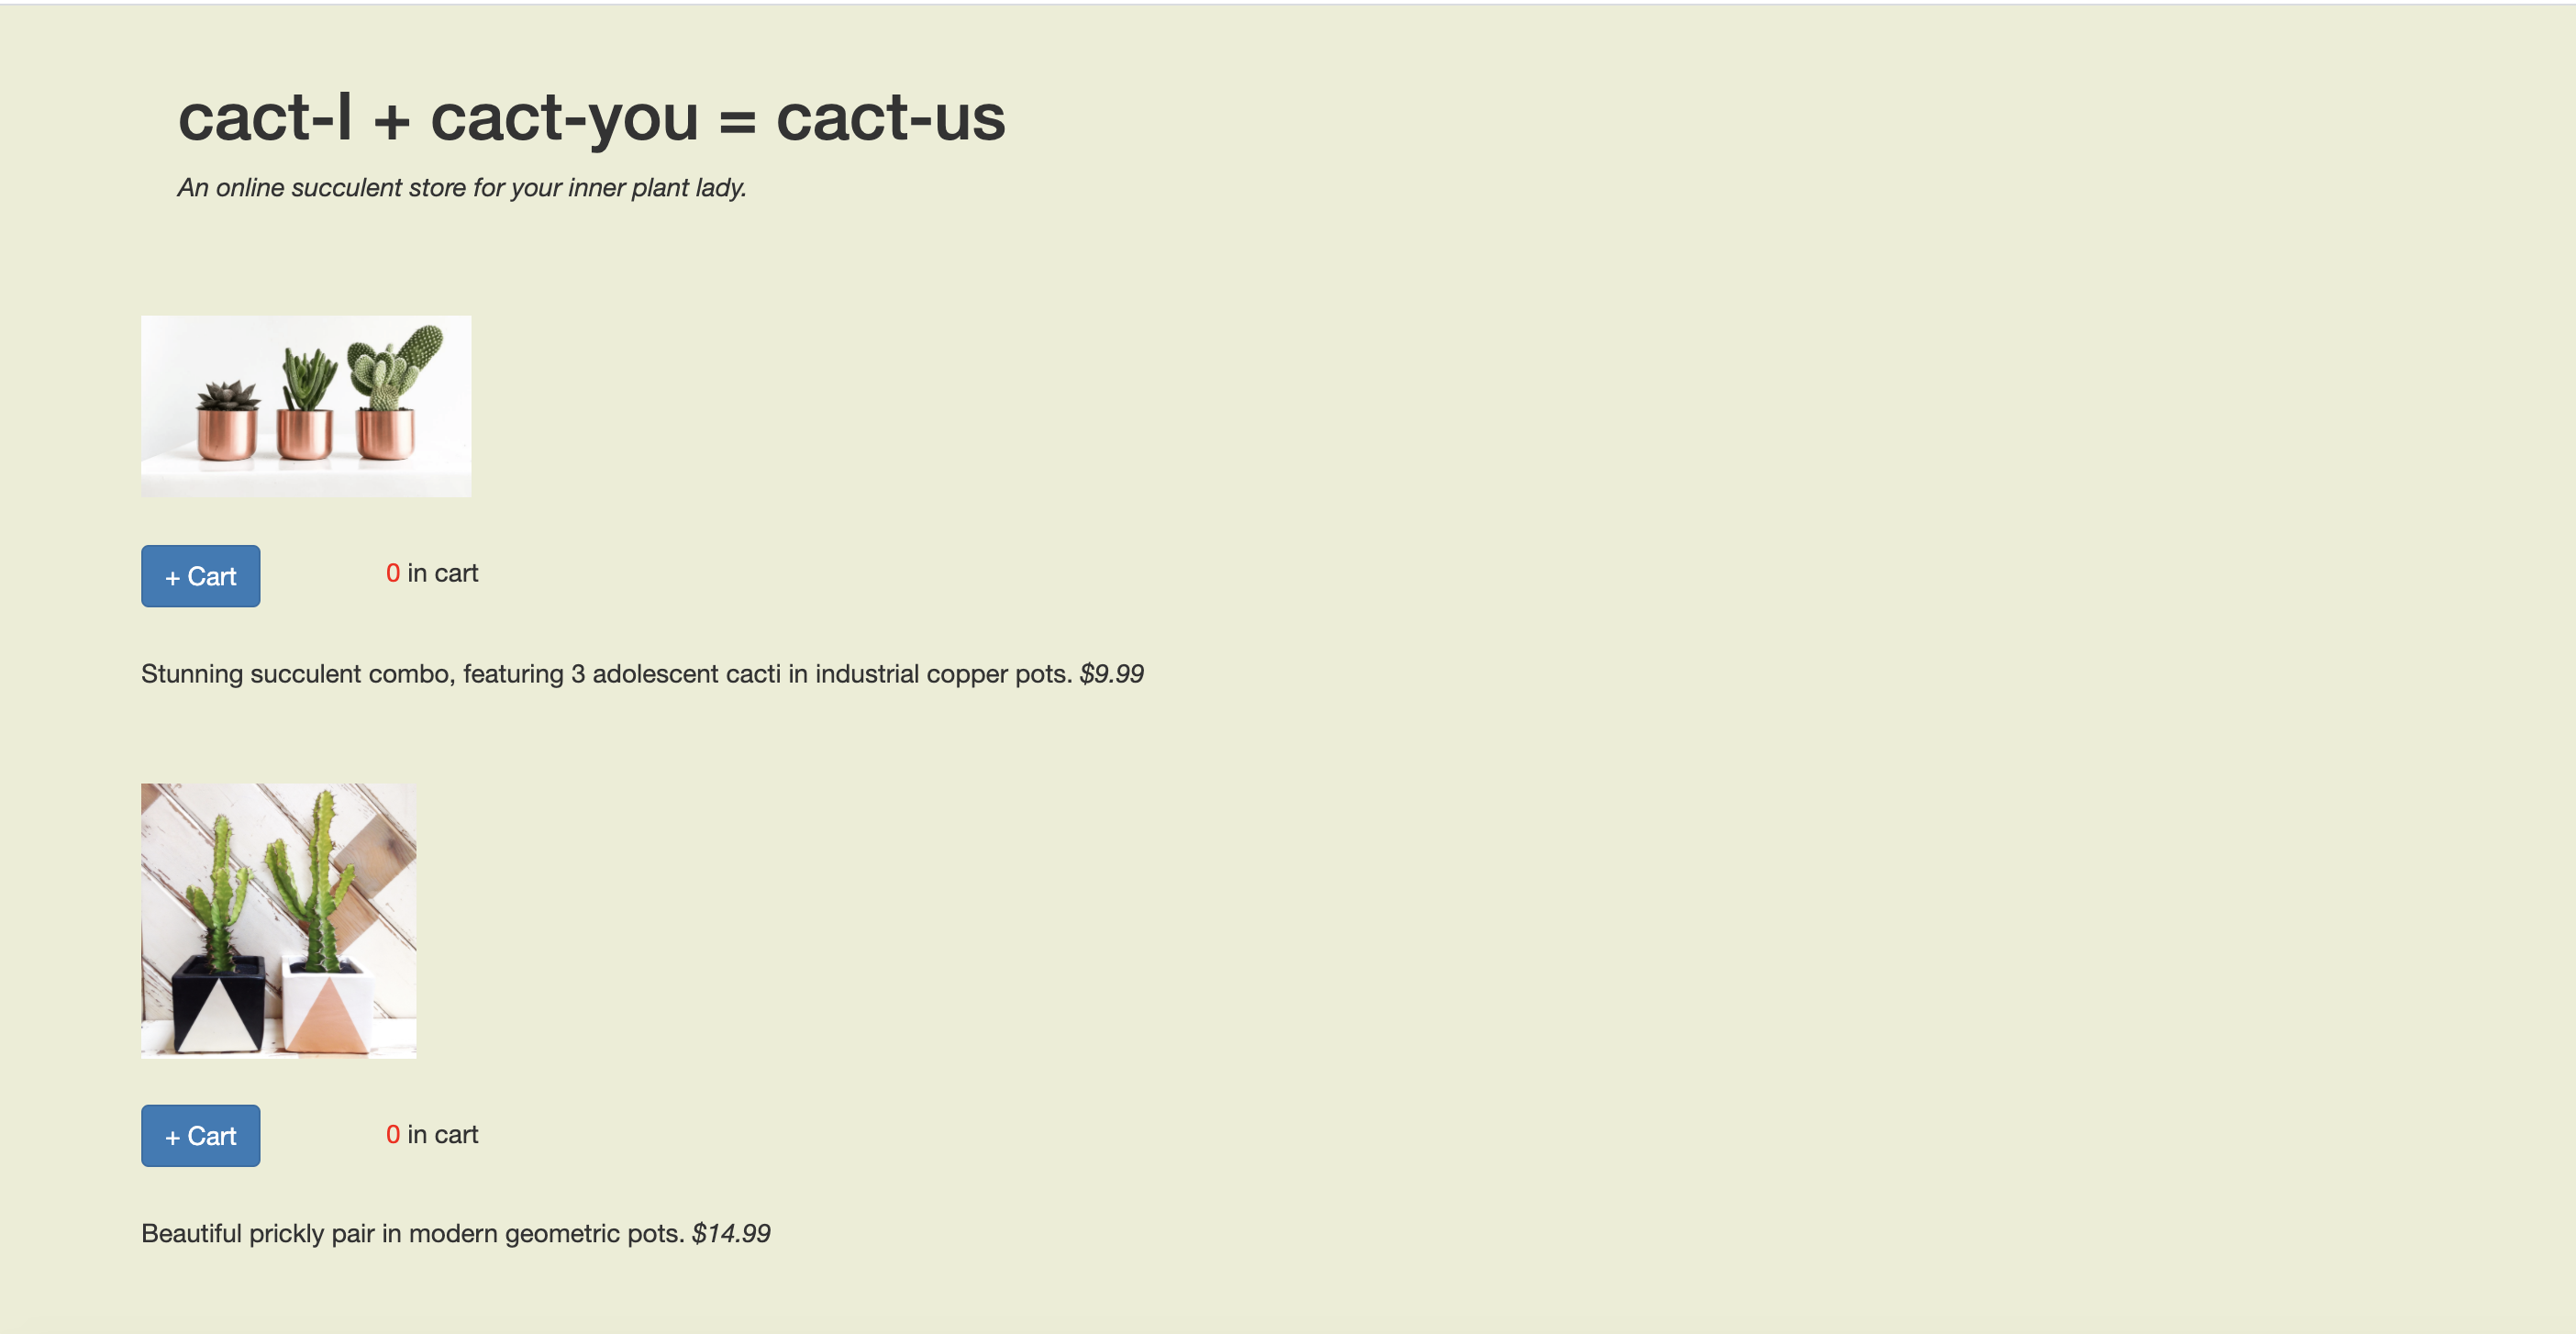 cact-I + cact-you = cact-us
An online succulent store for your inner plant lady.
+ Cart
0 in cart
Stunning succulent combo, featuring 3 adolescent cacti in industrial copper pots. $9.99
+ Cart
0 in cart
Beautiful prickly pair in modern geometric pots. $14.99